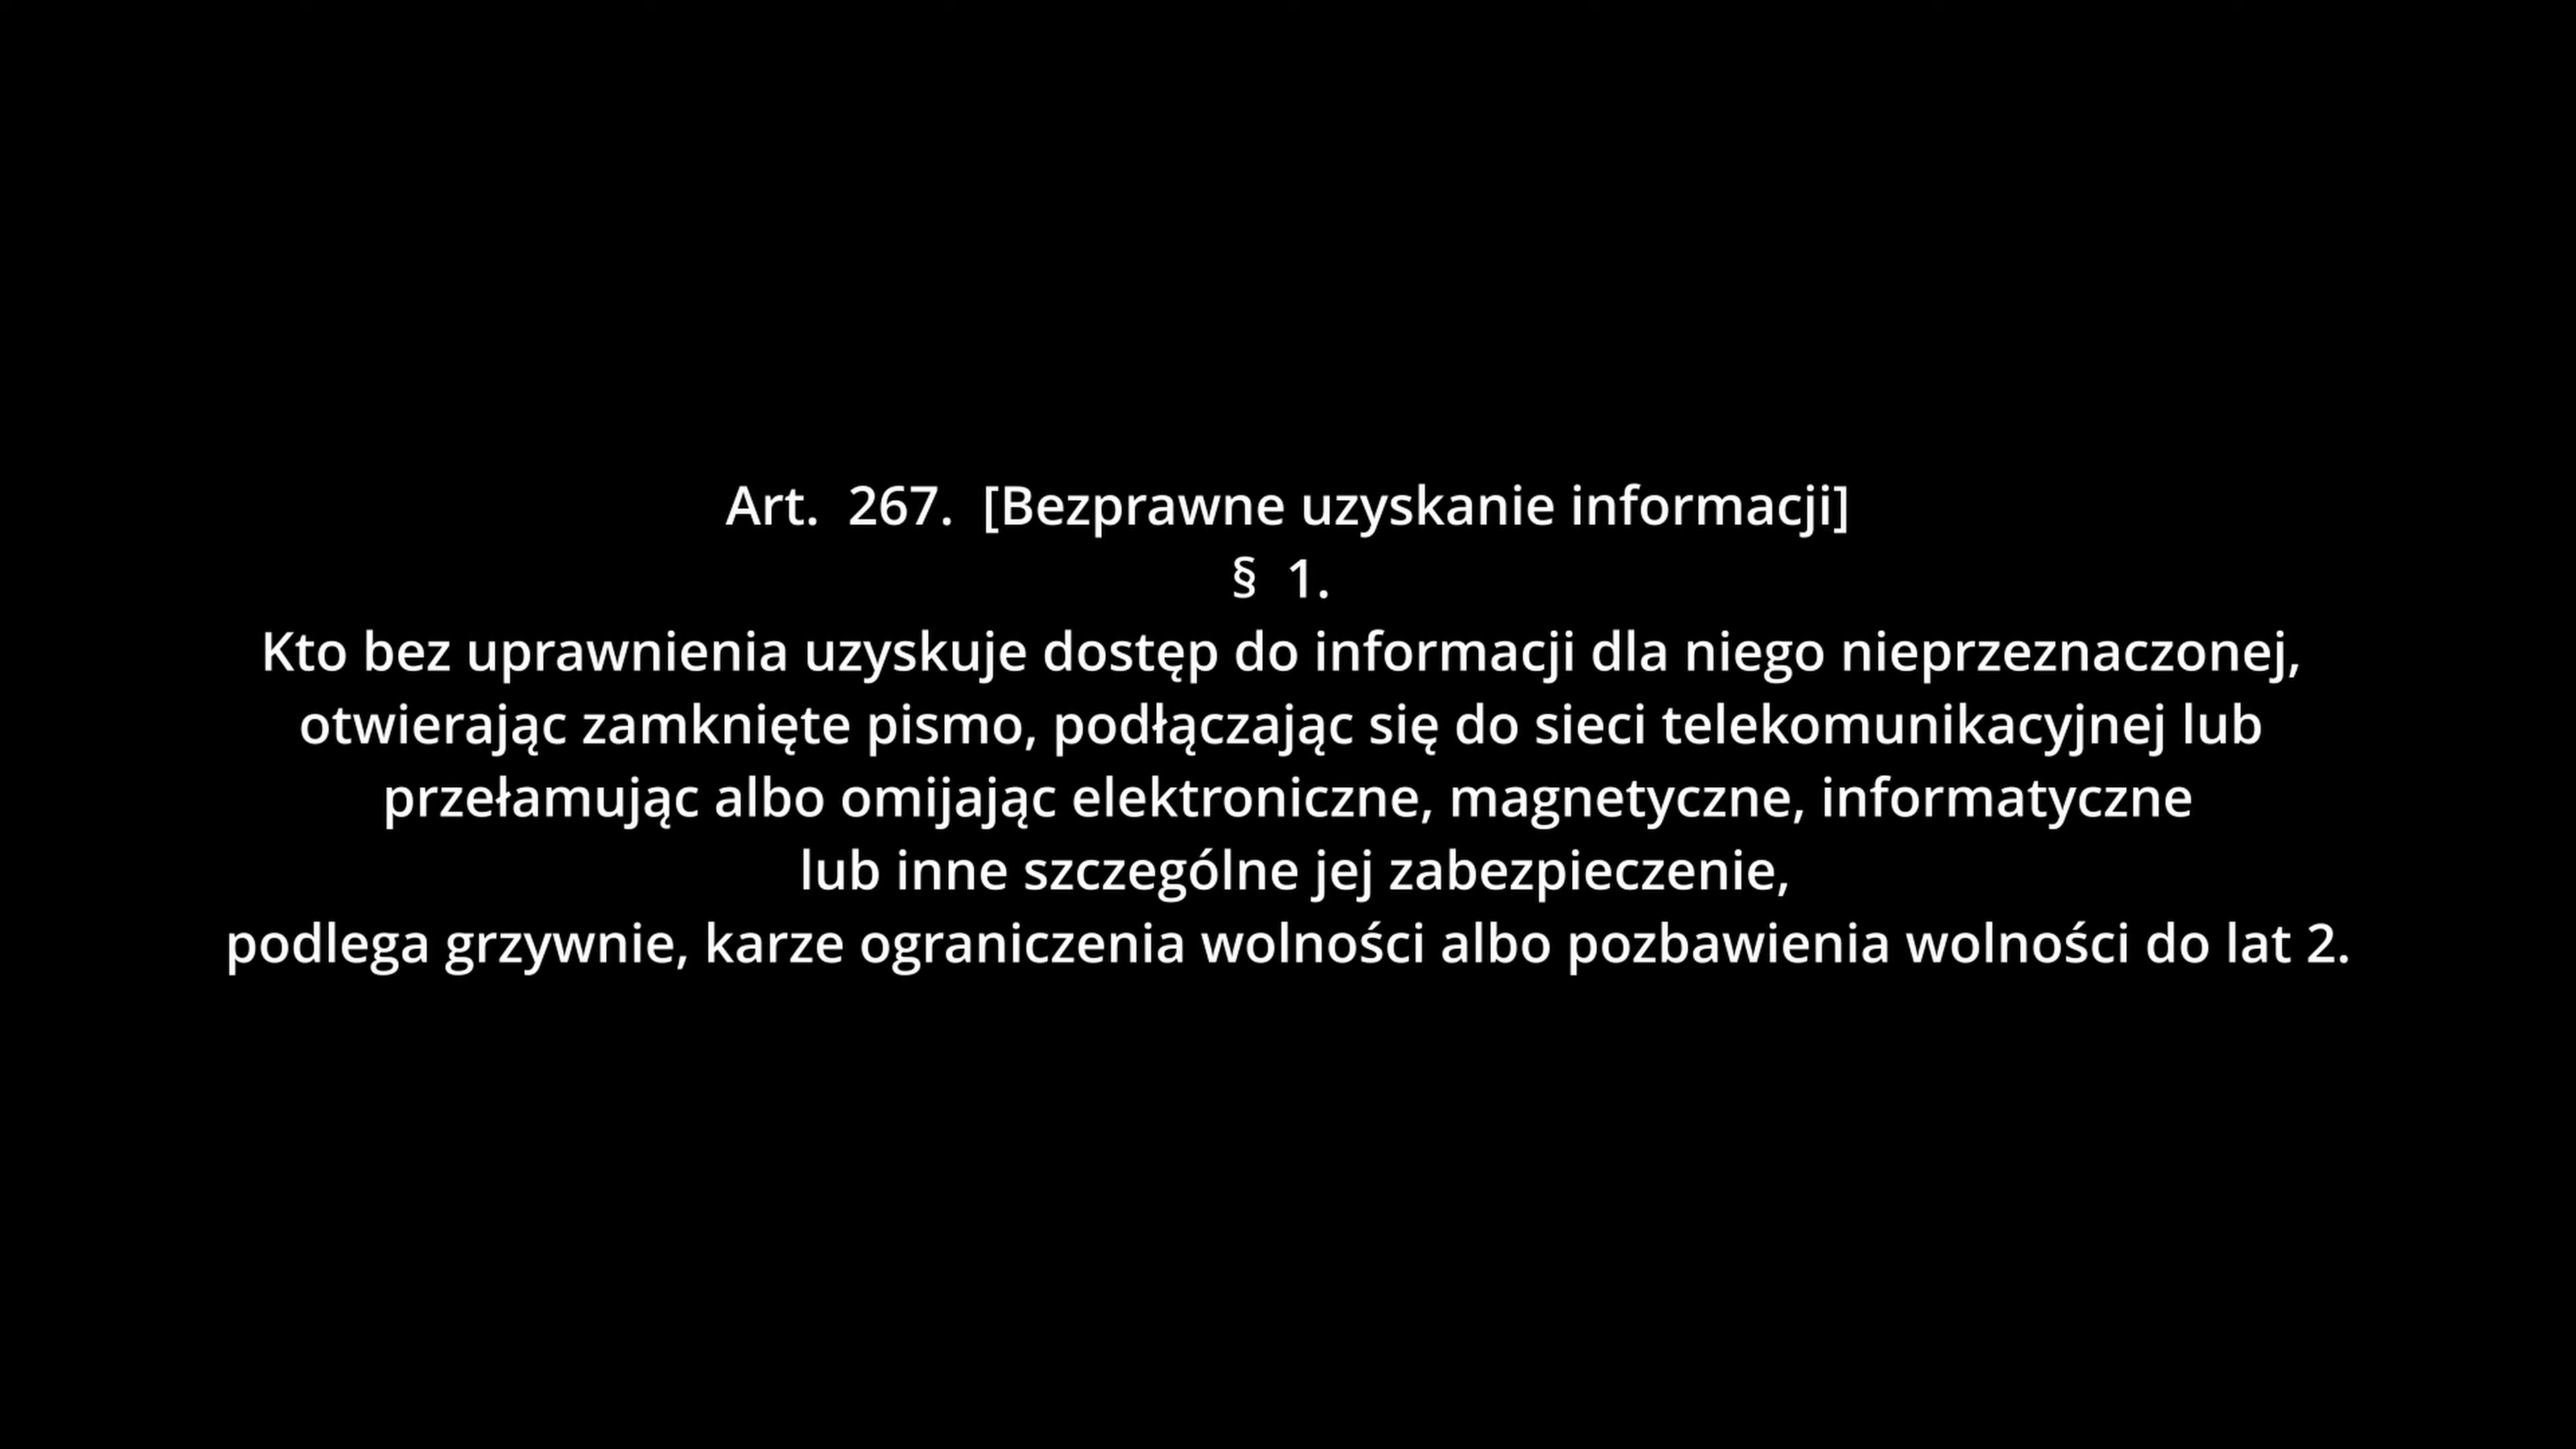 Art.  267.  [Bezprawne uzyskanie informacji]
§  1.
Kto bez uprawnienia uzyskuje dostęp do informacji dla niego nieprzeznaczonej,
otwierając zamknięte pismo, podłączając się do sieci telekomunikacyjnej lub
przełamując albo omijając elektroniczne, magnetyczne, informatyczne
lub inne szczególne jej zabezpieczenie,
podlega grzywnie, karze ograniczenia wolności albo pozbawienia wolności do lat 2.